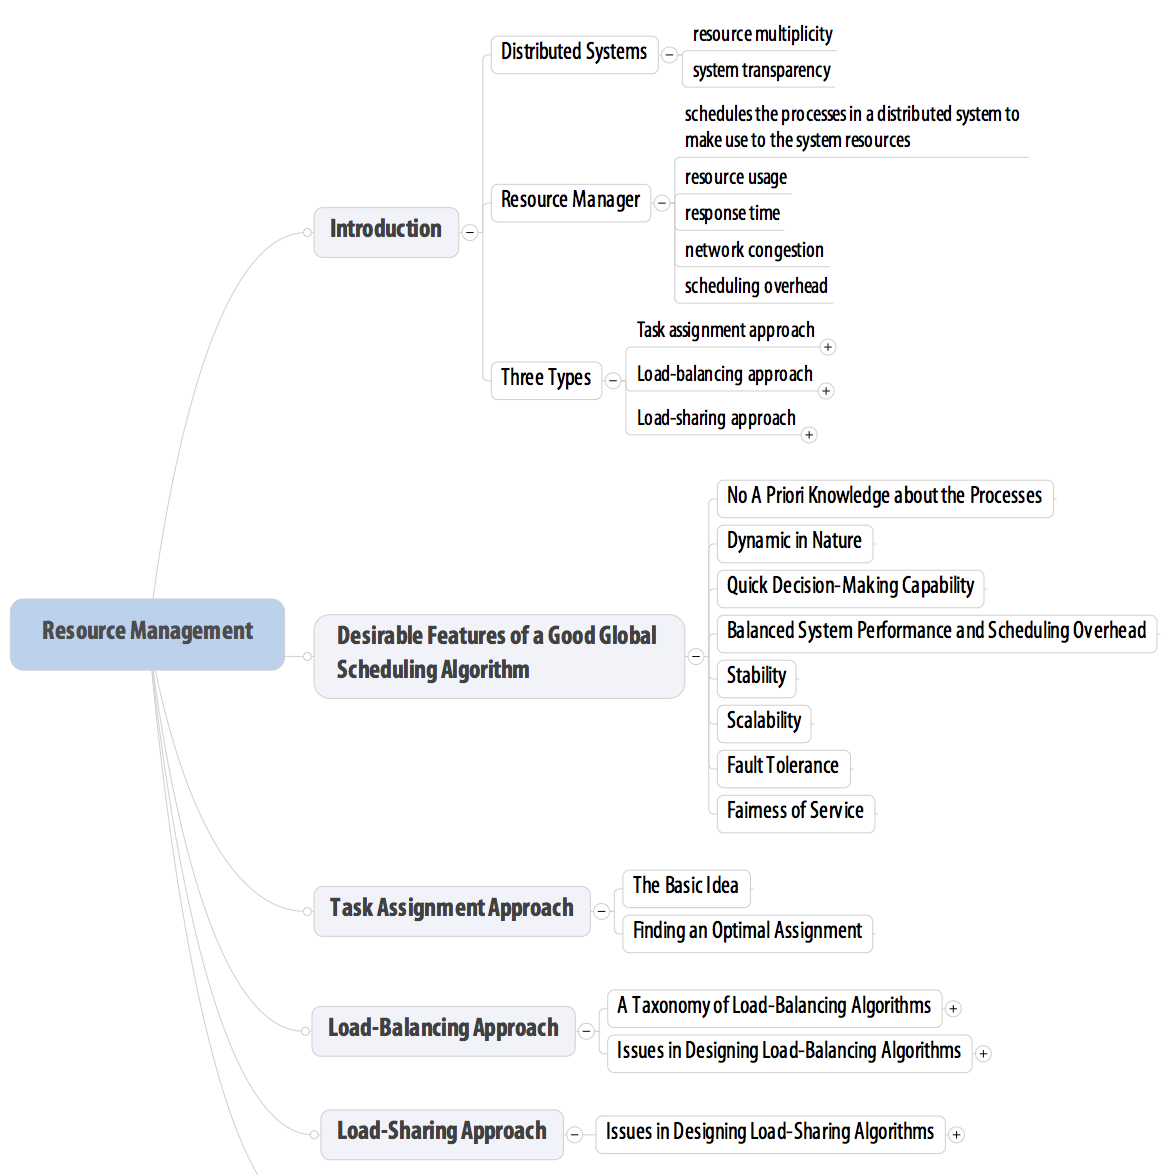 Resource Management
Introduction
Distributed Systems
resource multiplicity
system transparency
Resource Manager
schedules the processes in a distributed system to
make use to the system resources
resource usage
response time
network congestion
scheduling overhead
Three Types
Task assignment approach
Load-balancing approach
Load-sharing approach
Desirable Features of a Good Global
Scheduling Algorithm
No A Priori Knowledge about the Processes
Dynamic in Nature
Quick Decision-Making Capability
Balanced System Performance and Scheduling Overhead
Stability
Scalability
Fault Tolerance
Fairness of Service
Task Assignment Approach
The Basic Idea
Finding an Optimal Assignment
Load-Balancing Approach
A Taxonomy of Load-Balancing Algorithms
Issues in Designing Load-Balancing Algorithms
Load-Sharing Approach
Issues in Designing Load-Sharing Algorithms